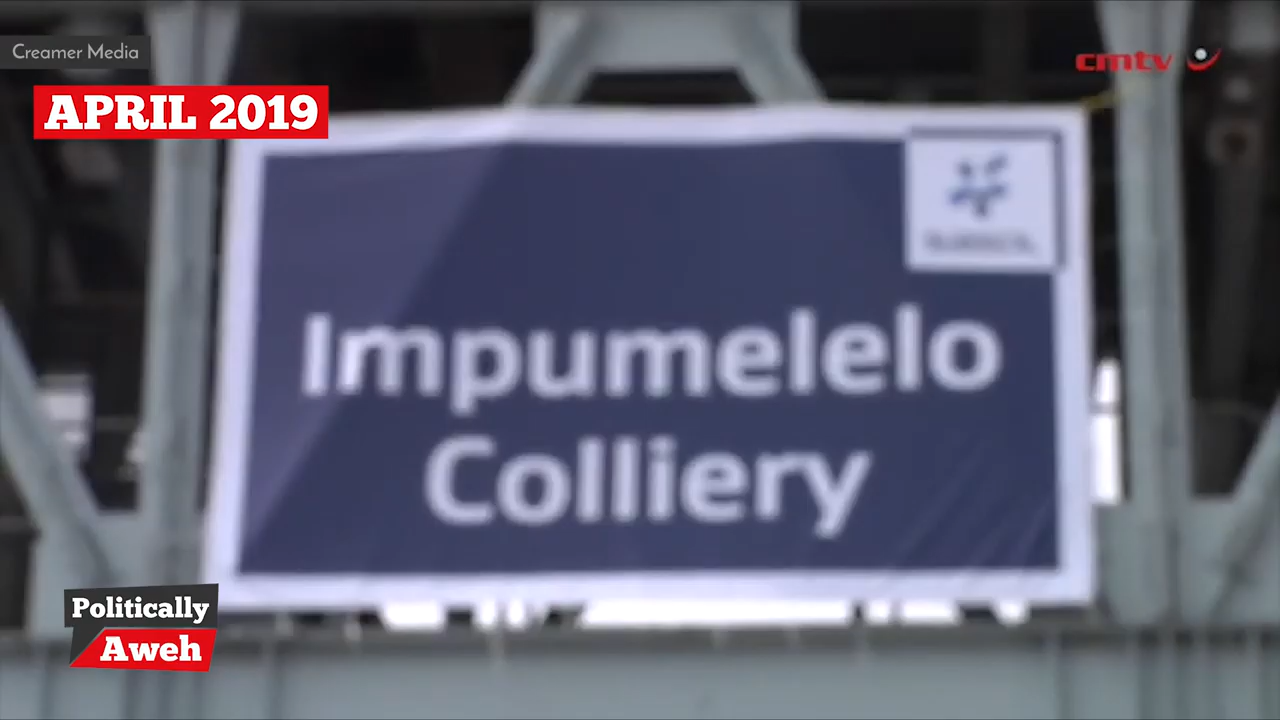 Creamer Media
cmtv
APRIL 2019
Impumelelo
Colliery
Politically
Aweh